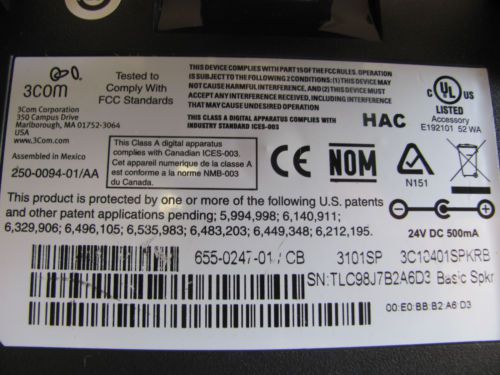 3COM
3Com Corporation
350 Campus Drive
Marlborough, MA 01752-3064
USA
www.3Com.com
Assembled in Mexico
250-0094-01/AA
Tested to
Comply With
FCC Standards
THIS DEVICE COMPLIES WITH PART 15 OF THE FCC RULES. OPERATION
IS SUBJECT TO THE FOLLOWING 2 CONDITIONS: (1) THIS DEVICE MAY
NOT CAUSE HARMFUL INTERFERENCE, AND (2) THIS DEVICE MUST
ACCEPT ANY INTERFERENCE RECEIVED, INCLUDING INTERFERENCE
THAT MAY CAUSE UNDESIRED OPERATION
THIS CLASS A DIGITAL APPARATUS COMPLIES WITH
INDUSTRY STANDARD ICES-003
HAC
C UL US
LISTED
Accessory
E192101 52 WA
This Class A digital apparatus
complies with Canadian ICES-003.
Cet appareil numérique de la classe A
est conforme a la norme NMB-003
du Canada.
CE
NOM
N151
This product is protected by one or more of the following U.S. patents
and other patent applications pending; 5,994,998; 6,140,911;
6,329,906; 6,496,105; 6,535,983; 6,483,203; 6,449,348; 6,212,195.
24V DC 500mA
655-0247-01 / CB
3101SP
3C10401SPKRB
SN:TLC98J7B2A6D3 Basic Spkr
00:E0:BB:B2:A6:D3